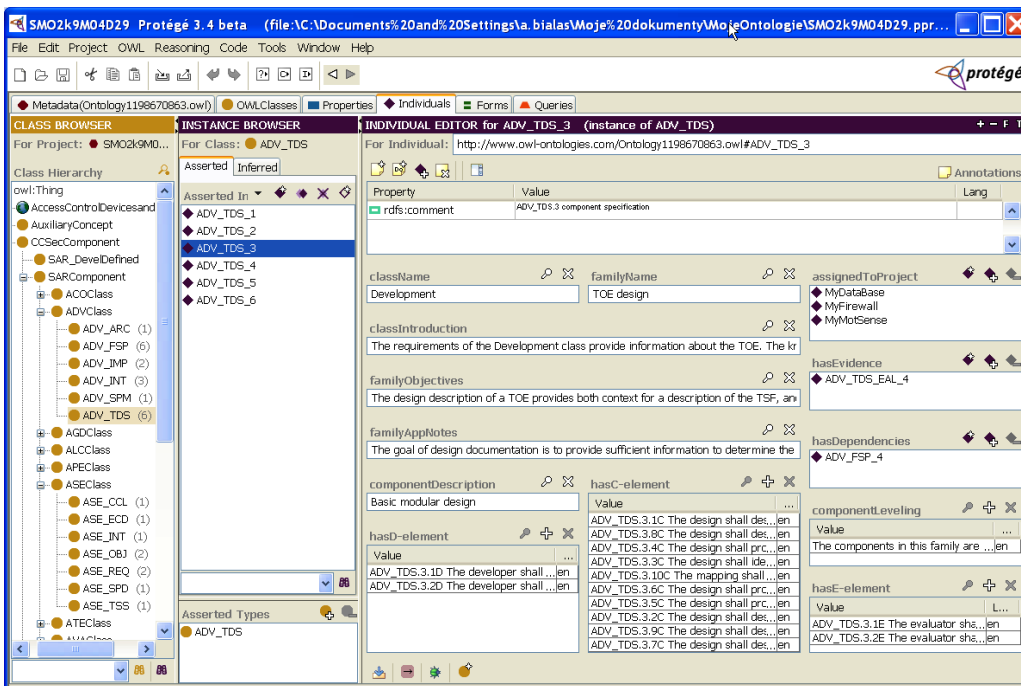 SMO2k9M04D29 Protégé 3.4 beta (file:\C:\Documents%20and%20Settings\a.bialas\Moje%20dokumenty\MojeOntologie\SMO2k9M04D29.ppr...
File Edit Project OWL Reasoning Code Tools Window Help
protégé
Metadata(Ontology1198670863.owl) OWLClasses Properties Individuals Forms Queries
CLASS BROWSER
For Project: SMO2k9M0...
Class Hierarchy
owl:Thing
AccessControlDevicesand
AuxiliaryConcept
CCSecComponent
SAR_DevelDefined
SARComponent
ACOClass
ADVClass
ADV_ARC (1)
ADV_FSP (6)
ADV_IMP (2)
ADV_INT (3)
ADV_SPM (1)
ADV_TDS (6)
AGDClass
ALCClass
APEClass
ASEClass
ASE_CCL (1)
ASE_ECD (1)
ASE_INT (1)
ASE_OBJ (2)
ASE_REQ (2)
ASE_SPD (1)
ASE_TSS (1)
ATEClass
INSTANCE BROWSER
For Class: ADV_TDS
Asserted Inferred
Asserted In
ADV_TDS_1
ADV_TDS_2
ADV_TDS_3
ADV_TDS_4
ADV_TDS_5
ADV_TDS_6
Asserted Types
ADV_TDS
INDIVIDUAL EDITOR for ADV_TDS_3 (instance of ADV_TDS) + - F T
For Individual: http://www.owl-ontologies.com/Ontology1198670863.owl#ADV_TDS_3
Annotations
Property Value Lang
rdfs:comment ADV_TDS.3 component specification
className
Development
familyName
TOE design
classIntroduction
The requirements of the Development class provide information about the TOE. The kr
familyObjectives
The design description of a TOE provides both context for a description of the TSF, an
familyAppNotes
The goal of design documentation is to provide sufficient information to determine the
componentDescription
Basic modular design
hasD-element
Value ...
ADV_TDS.3.1D The developer shall ... en
ADV_TDS.3.2D The developer shall ... en
hasC-element
Value ...
ADV_TDS.3.1C The design shall des... en
ADV_TDS.3.8C The design shall des... en
ADV_TDS.3.4C The design shall prc... en
ADV_TDS.3.3C The design shall ide... en
ADV_TDS.3.10C The mapping shall ... en
ADV_TDS.3.6C The design shall prc... en
ADV_TDS.3.5C The design shall prc... en
ADV_TDS.3.2C The design shall des... en
ADV_TDS.3.9C The design shall des... en
ADV_TDS.3.7C The design shall des... en
assignedToProject
MyDataBase
MyFirewall
MyMotSense
hasEvidence
ADV_TDS_EAL_4
hasDependencies
ADV_FSP_4
componentLeveling
Value ...
The components in this family are ... en
hasE-element
Value L...
ADV_TDS.3.1E The evaluator sha... en
ADV_TDS.3.2E The evaluator sha... en